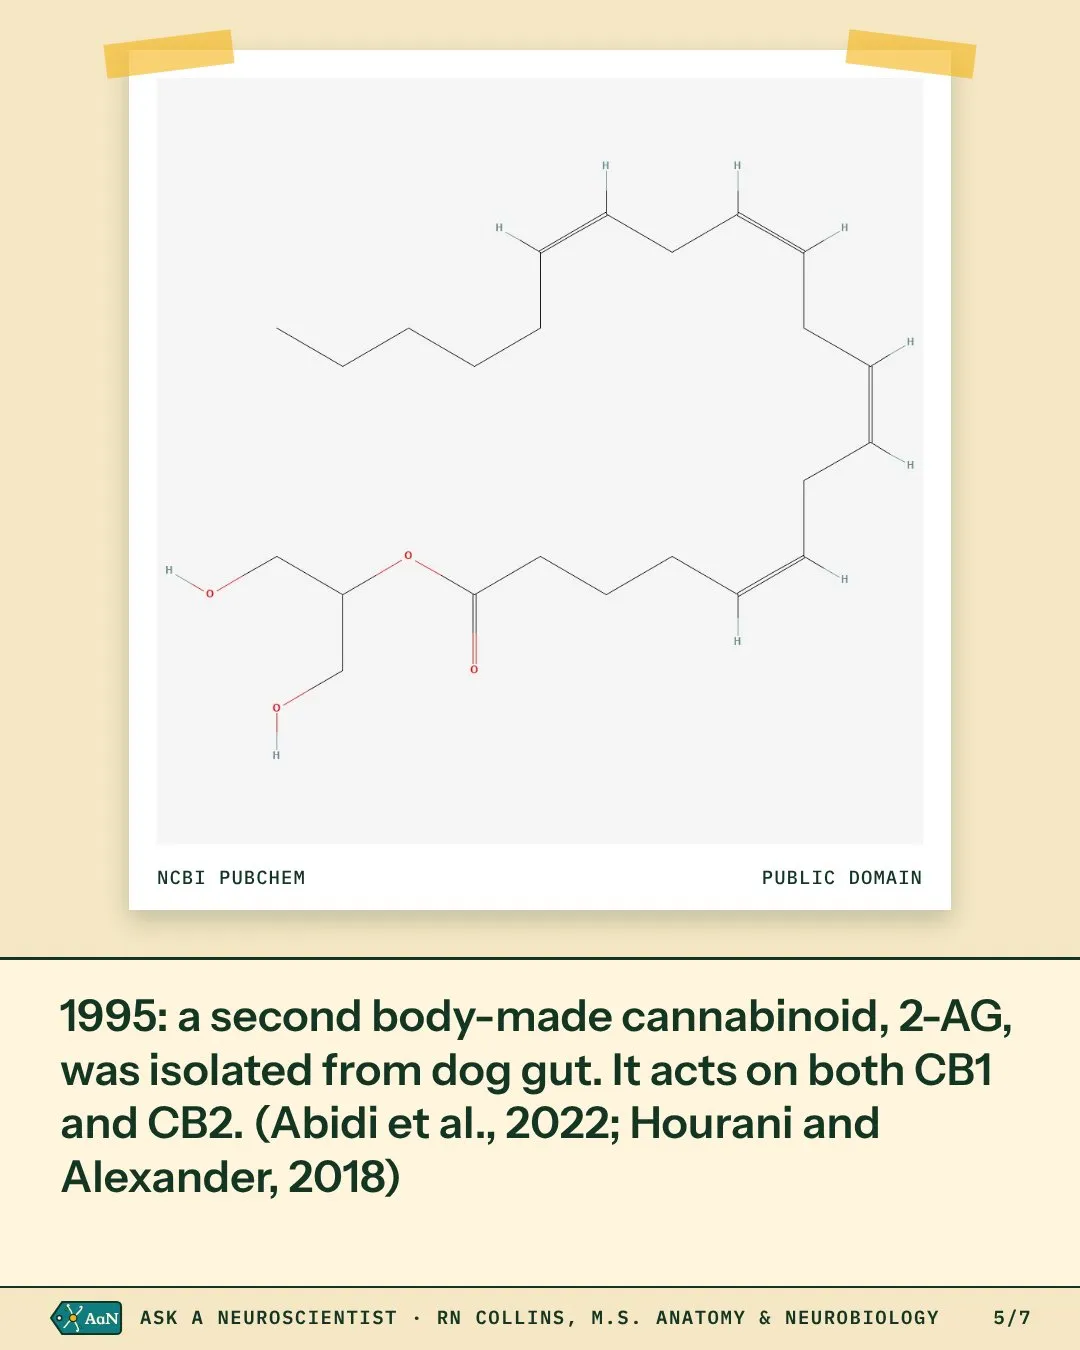 H
H
H
H
H
H
O
H
O
H
H
O
O
H
NCBI PUBCHEM
PUBLIC DOMAIN
1995: a second body-made cannabinoid, 2-AG,
was isolated from dog gut. It acts on both CB1
and CB2. (Abidi et al., 2022; Hourani and
Alexander, 2018)
AaN
ASK A NEUROSCIENTIST · RN COLLINS, M.S. ANATOMY & NEUROBIOLOGY
5/7